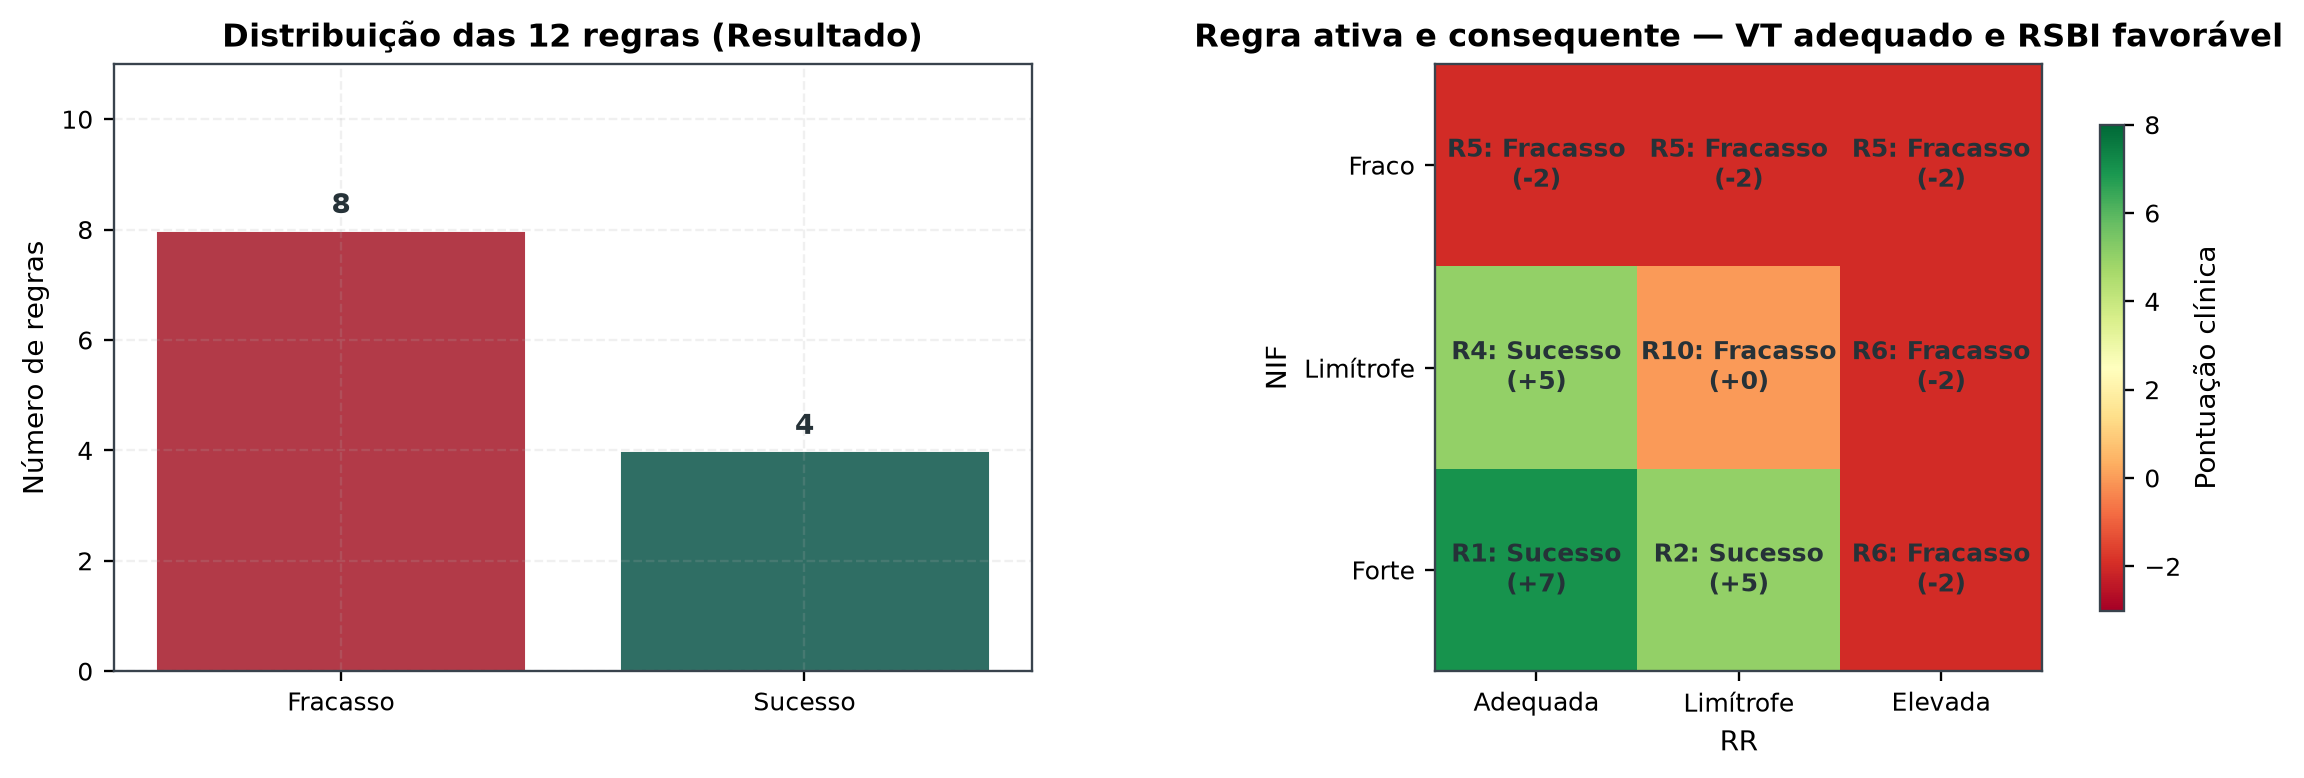 Distribuição das 12 regras (Resultado)
Número de regras
10
8
6
4
2
0
8
4
Fracasso
Sucesso
Regra ativa e consequente — VT adequado e RSBI favorável
NIF
Fraco
Limítrofe
Forte
R5: Fracasso
(-2)
R5: Fracasso
(-2)
R5: Fracasso
(-2)
R4: Sucesso
(+5)
R10: Fracasso
(+0)
R6: Fracasso
(-2)
R1: Sucesso
(+7)
R2: Sucesso
(+5)
R6: Fracasso
(-2)
Adequada
Limítrofe
Elevada
RR
8
6
4
2
0
−2
Pontuação clínica